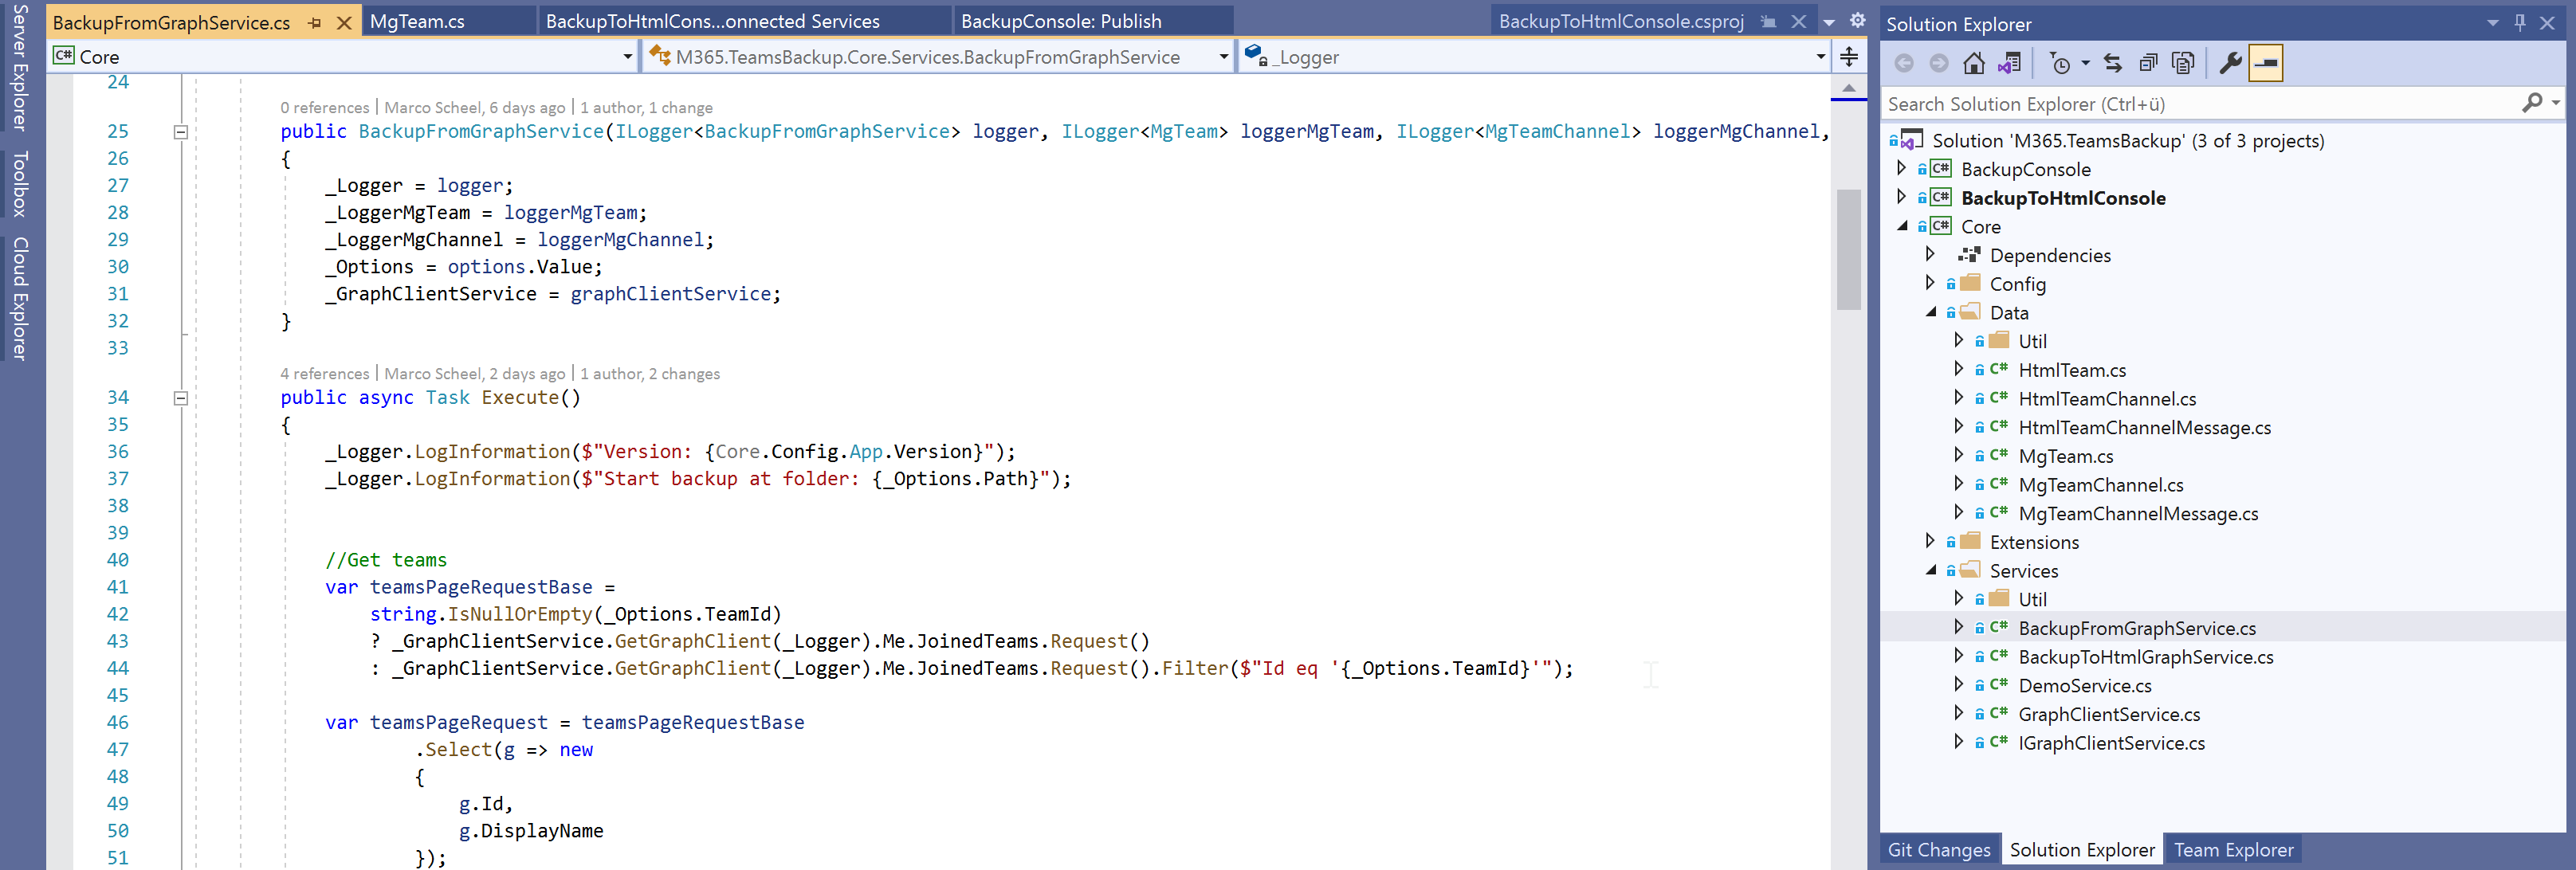 Server Explorer
Toolbox
Cloud Explorer
BackupFromGraphService.cs
MgTeam.cs
BackupToHtmlCons...onnected Services
BackupConsole: Publish
BackupToHtmlConsole.csproj
C# Core
M365.TeamsBackup.Core.Services.BackupFromGraphService
_Logger
24
0 references | Marco Scheel, 6 days ago | 1 author, 1 change
25 public BackupFromGraphService(ILogger<BackupFromGraphService> logger, ILogger<MgTeam> loggerMgTeam, ILogger<MgTeamChannel> loggerMgChannel,
26 {
27 _Logger = logger;
28 _LoggerMgTeam = loggerMgTeam;
29 _LoggerMgChannel = loggerMgChannel;
30 _Options = options.Value;
31 _GraphClientService = graphClientService;
32 }
33
4 references | Marco Scheel, 2 days ago | 1 author, 2 changes
34 public async Task Execute()
35 {
36 _Logger.LogInformation($"Version: {Core.Config.App.Version}");
37 _Logger.LogInformation($"Start backup at folder: {_Options.Path}");
38
39
40 //Get teams
41 var teamsPageRequestBase =
42 string.IsNullOrEmpty(_Options.TeamId)
43 ? _GraphClientService.GetGraphClient(_Logger).Me.JoinedTeams.Request()
44 : _GraphClientService.GetGraphClient(_Logger).Me.JoinedTeams.Request().Filter($"Id eq '{_Options.TeamId}'");
45
46 var teamsPageRequest = teamsPageRequestBase
47 .Select(g => new
48 {
49 g.Id,
50 g.DisplayName
51 });
Solution Explorer
Search Solution Explorer (Ctrl+ü)
Solution 'M365.TeamsBackup' (3 of 3 projects)
C# BackupConsole
C# BackupToHtmlConsole
C# Core
Dependencies
Config
Data
Util
C# HtmlTeam.cs
C# HtmlTeamChannel.cs
C# HtmlTeamChannelMessage.cs
C# MgTeam.cs
C# MgTeamChannel.cs
C# MgTeamChannelMessage.cs
Extensions
Services
Util
C# BackupFromGraphService.cs
C# BackupToHtmlGraphService.cs
C# DemoService.cs
C# GraphClientService.cs
C# IGraphClientService.cs
Git Changes
Solution Explorer
Team Explorer